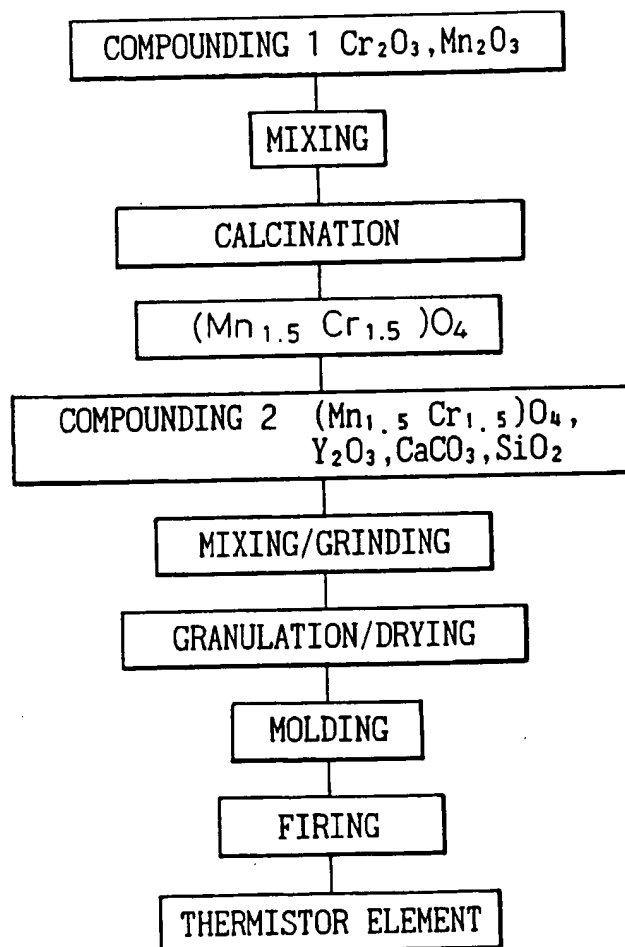 COMPOUNDING 1 Cr₂O₃,Mn₂O₃
MIXING
CALCINATION
(Mn₁.₅ Cr₁.₅)O₄
COMPOUNDING 2 (Mn₁.₅ Cr₁.₅)O₄,
Y₂O₃,CaCO₃,SiO₂
MIXING/GRINDING
GRANULATION/DRYING
MOLDING
FIRING
THERMISTOR ELEMENT